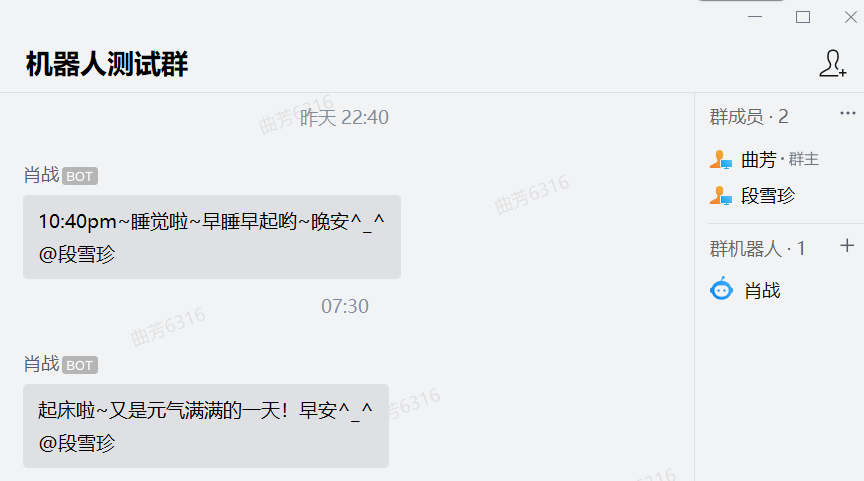 机器人测试群
昨天 22:40
曲芳6316
群成员 · 2
曲芳 · 群主
段雪珍
群机器人 · 1
肖战
肖战 BOT
10:40pm~睡觉啦~早睡早起哟~晚安^_^
@段雪珍
曲芳6316
07:30
曲芳6316
肖战 BOT
起床啦~又是元气满满的一天！早安^_^
@段雪珍
曲芳6316
6316